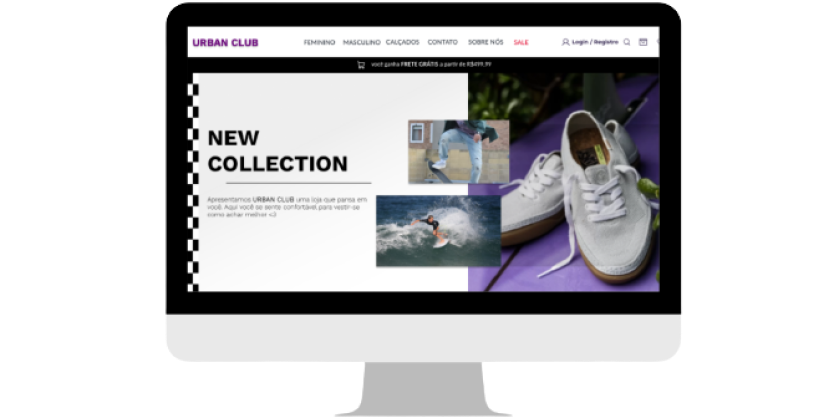 URBAN CLUB
FEMININO MASCULINO CALÇADOS CONTATO SOBRE NÓS SALE
Login / Registro
você ganha FRETE GRÁTIS a partir de R$499,99
NEW
COLLECTION
Apresentamos URBAN CLUB uma loja que pensa em
você. Aqui você se sente confortável para vestir-se
como achar melhor <3